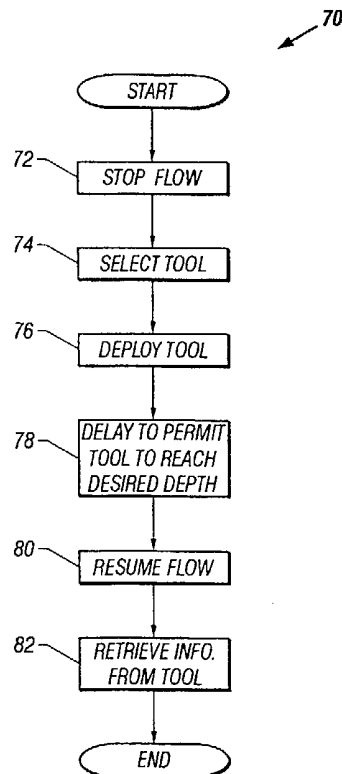 70
START
72
STOP FLOW
74
SELECT TOOL
76
DEPLOY TOOL
78
DELAY TO PERMIT
TOOL TO REACH
DESIRED DEPTH
80
RESUME FLOW
82
RETRIEVE INFO.
FROM TOOL
END